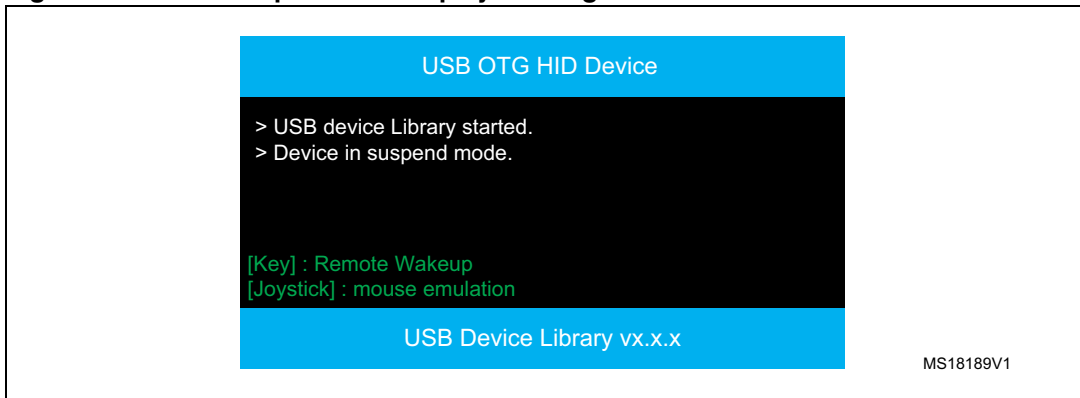 USB OTG HID Device
> USB device Library started.
> Device in suspend mode.
[Key] : Remote Wakeup
[Joystick] : mouse emulation
USB Device Library vx.x.x
MS18189V1